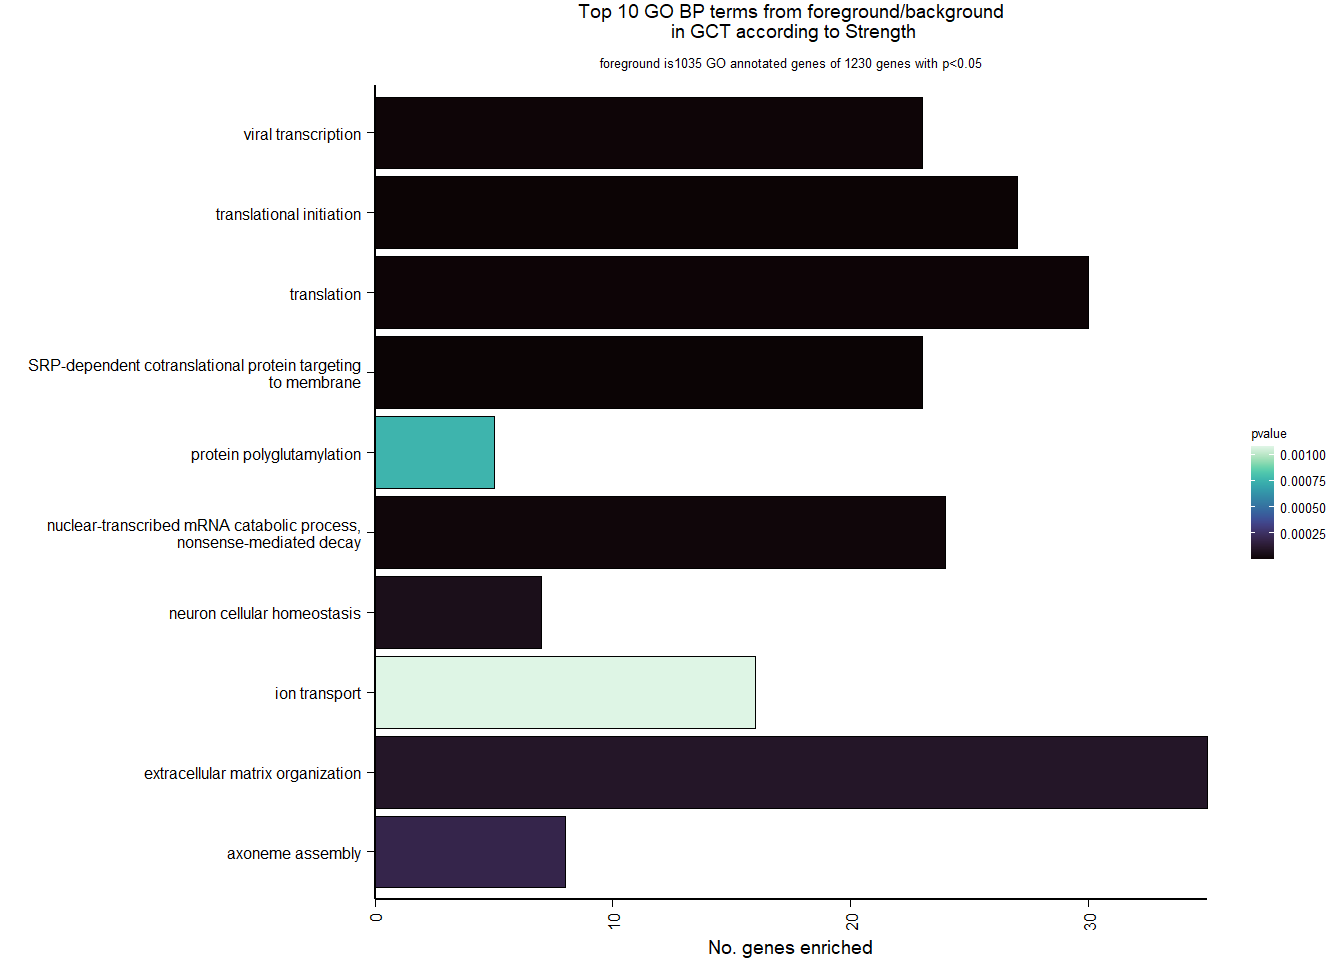 Top 10 GO BP terms from foreground/background
in GCT according to Strength
foreground is1035 GO annotated genes of 1230 genes with p<0.05
viral transcription
translational initiation
translation
SRP-dependent cotranslational protein targeting
to membrane
protein polyglutamylation
nuclear-transcribed mRNA catabolic process,
nonsense-mediated decay
neuron cellular homeostasis
ion transport
extracellular matrix organization
axoneme assembly
0
10
20
30
No. genes enriched
pvalue
0.00100
0.00075
0.00050
0.00025